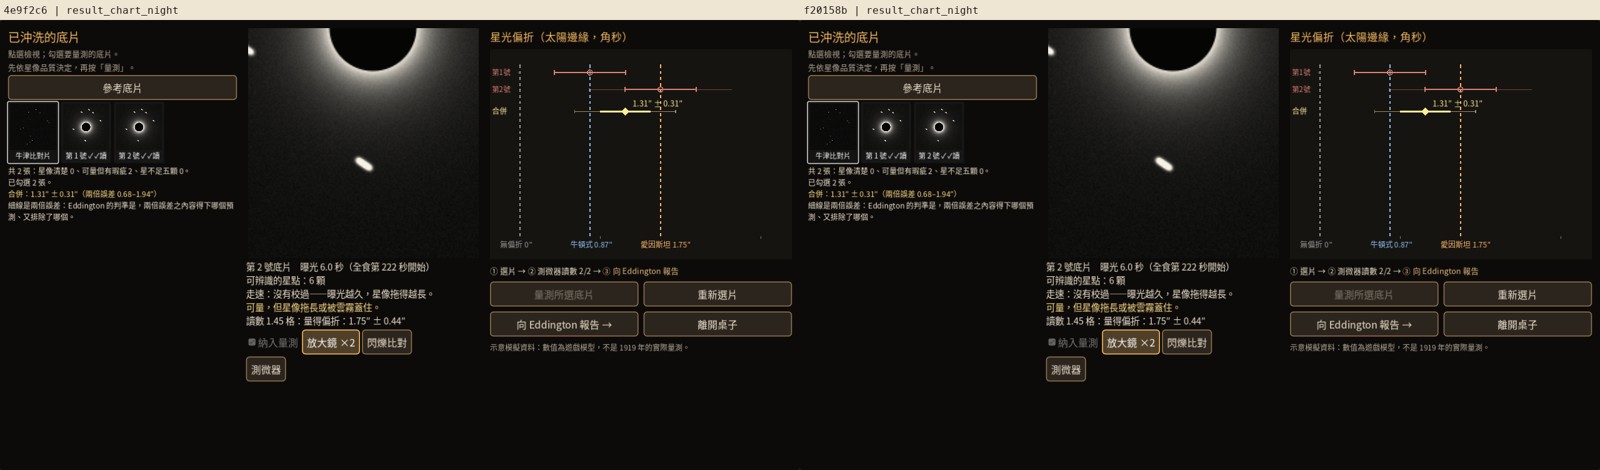 4e9f2c6 | result_chart_night
已沖洗的底片
點選檢視；勾選要量測的底片。
先依星像品質決定，再按「量測」。
參考底片
牛津比對片
第 1 號 ✓✓讀
第 2 號 ✓✓讀
共 2 張：星像清楚 0、可量但有瑕疵 2、星不足五顆 0。
已勾選 2 張。
合併：1.31″ ± 0.31″（兩倍誤差 0.68–1.94″）
細線是兩倍誤差：Eddington 的判準是，兩倍誤差之內容得下哪個預
測、又排除了哪個。
第 2 號底片　曝光 6.0 秒（全食第 222 秒開始）
可辨識的星點：6 顆
走速：沒有校過——曝光越久，星像拖得越長。
可量，但星像拖長或被雲霧蓋住。
讀數 1.45 格：量得偏折：1.75″ ± 0.44″
納入量測
放大鏡 ×2
閃爍比對
測微器
星光偏折（太陽邊緣，角秒）
第1號
第2號
1.31″ ± 0.31″
合併
無偏折 0″
牛頓式 0.87″
愛因斯坦 1.75″
① 選片 → ② 測微器讀數 2/2 → ③ 向 Eddington 報告
量測所選底片
重新選片
向 Eddington 報告 →
離開桌子
示意模擬資料：數值為遊戲模型，不是 1919 年的實際量測。
f20158b | result_chart_night
已沖洗的底片
點選檢視；勾選要量測的底片。
先依星像品質決定，再按「量測」。
參考底片
牛津比對片
第 1 號 ✓✓讀
第 2 號 ✓✓讀
共 2 張：星像清楚 0、可量但有瑕疵 2、星不足五顆 0。
已勾選 2 張。
合併：1.31″ ± 0.31″（兩倍誤差 0.68–1.94″）
細線是兩倍誤差：Eddington 的判準是，兩倍誤差之內容得下哪個預
測、又排除了哪個。
第 2 號底片　曝光 6.0 秒（全食第 222 秒開始）
可辨識的星點：6 顆
走速：沒有校過——曝光越久，星像拖得越長。
可量，但星像拖長或被雲霧蓋住。
讀數 1.45 格：量得偏折：1.75″ ± 0.44″
納入量測
放大鏡 ×2
閃爍比對
測微器
星光偏折（太陽邊緣，角秒）
第1號
第2號
1.31″ ± 0.31″
合併
無偏折 0″
牛頓式 0.87″
愛因斯坦 1.75″
① 選片 → ② 測微器讀數 2/2 → ③ 向 Eddington 報告
量測所選底片
重新選片
向 Eddington 報告 →
離開桌子
示意模擬資料：數值為遊戲模型，不是 1919 年的實際量測。